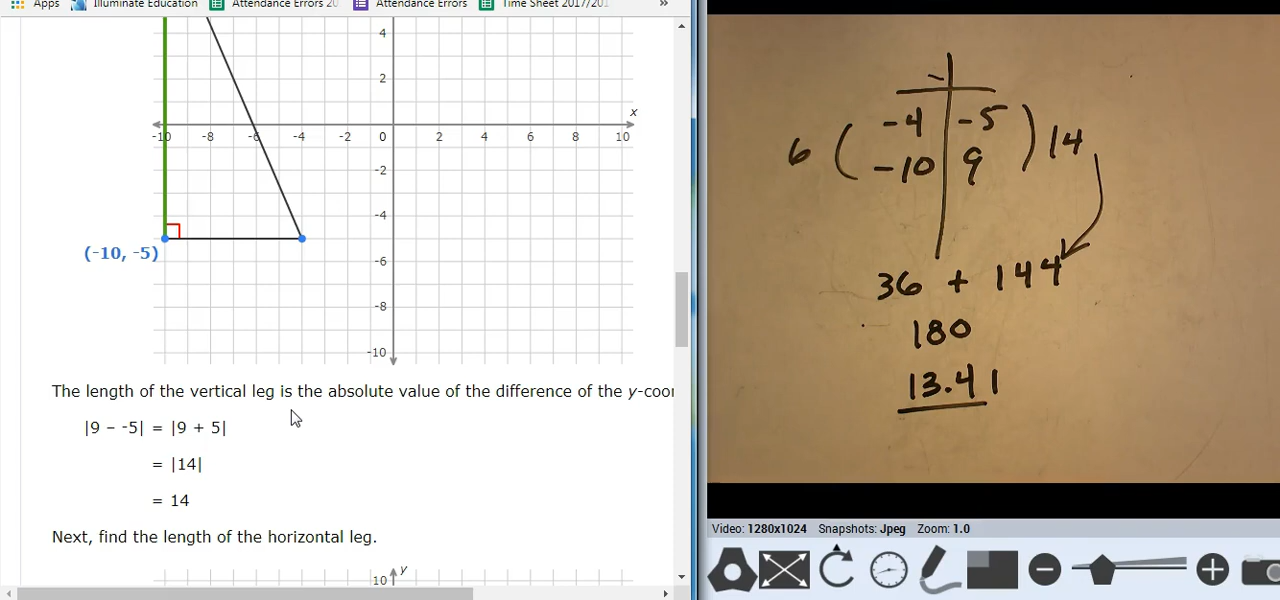 Apps Illuminate Education Attendance Errors 20 Attendance Errors Time Sheet 2017/201 »
4
2
x
-10 -8 -6 -4 -2 0 2 4 6 8 10
-2
-4
(-10, -5)
-6
-8
-10
The length of the vertical leg is the absolute value of the difference of the y-coor
|9 − -5| = |9 + 5|
= |14|
= 14
Next, find the length of the horizontal leg.
y
10
-4 -5
6 ( -10 9 ) 14
36 + 144
180
13.41
Video: 1280x1024 Snapshots: Jpeg Zoom: 1.0